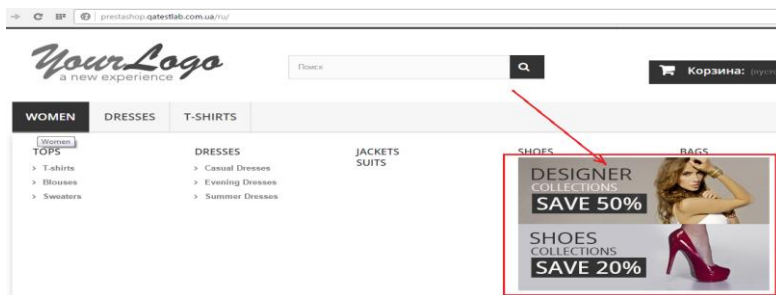 prestashop.qatestlab.com.ua/ru/
YourLogo
a new experience
Поиск
Корзина:
WOMEN DRESSES T-SHIRTS
Women
TOPS DRESSES JACKETS SHOES BAGS
SUITS
> T-shirts > Casual Dresses
> Blouses > Evening Dresses
> Sweaters > Summer Dresses
DESIGNER
COLLECTIONS
SAVE 50%
SHOES
COLLECTIONS
SAVE 20%